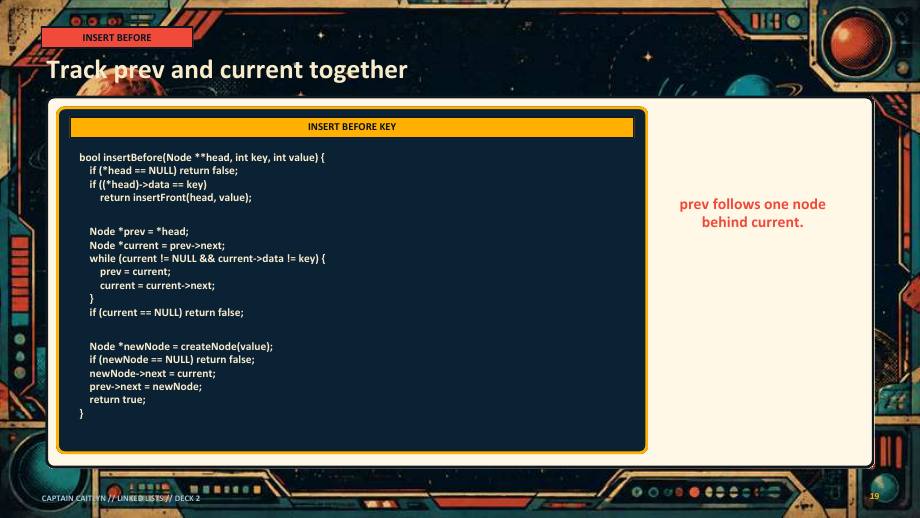 INSERT BEFORE
Track prev and current together
INSERT BEFORE KEY
bool insertBefore(Node **head, int key, int value) {
    if (*head == NULL) return false;
    if ((*head)->data == key)
        return insertFront(head, value);
    Node *prev = *head;
    Node *current = prev->next;
    while (current != NULL && current->data != key) {
        prev = current;
        current = current->next;
    }
    if (current == NULL) return false;
    Node *newNode = createNode(value);
    if (newNode == NULL) return false;
    newNode->next = current;
    prev->next = newNode;
    return true;
}
prev follows one node
behind current.
CAPTAIN CAITLYN // LINKED LISTS // DECK 2
19